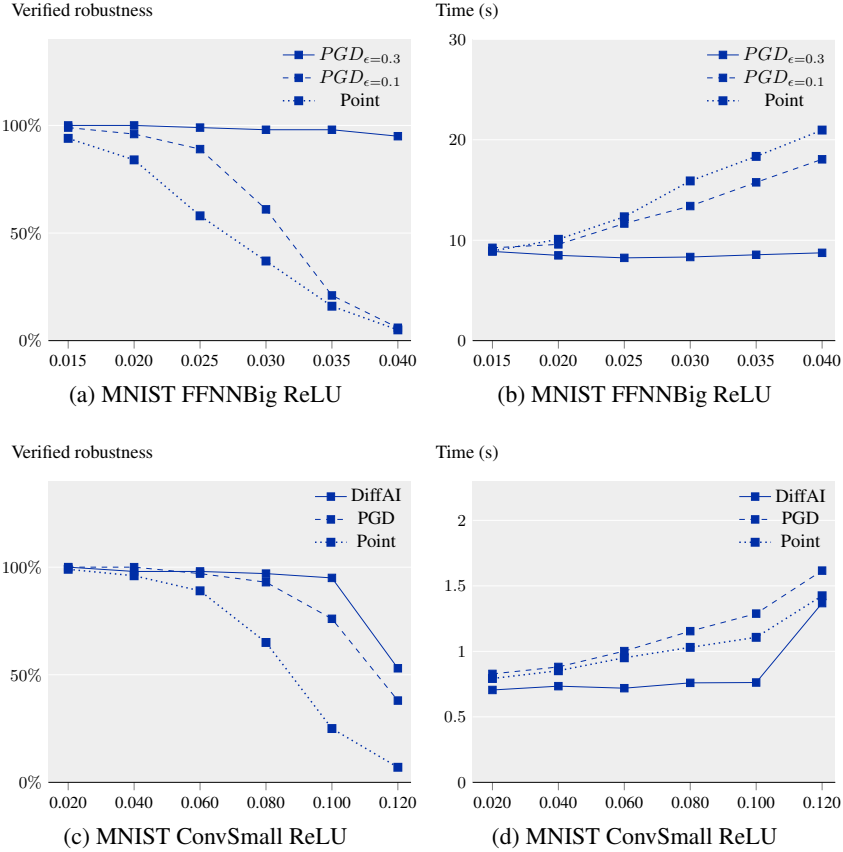 Verified robustness
PGD_{ϵ=0.3}
PGD_{ϵ=0.1}
Point
100%
50%
0%
0.015 0.020 0.025 0.030 0.035 0.040
(a) MNIST FFNNBig ReLU
Time (s)
PGD_{ϵ=0.3}
PGD_{ϵ=0.1}
Point
30
20
10
0
0.015 0.020 0.025 0.030 0.035 0.040
(b) MNIST FFNNBig ReLU
Verified robustness
DiffAI
PGD
Point
100%
50%
0%
0.020 0.040 0.060 0.080 0.100 0.120
(c) MNIST ConvSmall ReLU
Time (s)
DiffAI
PGD
Point
2
1.5
1
0.5
0
0.020 0.040 0.060 0.080 0.100 0.120
(d) MNIST ConvSmall ReLU